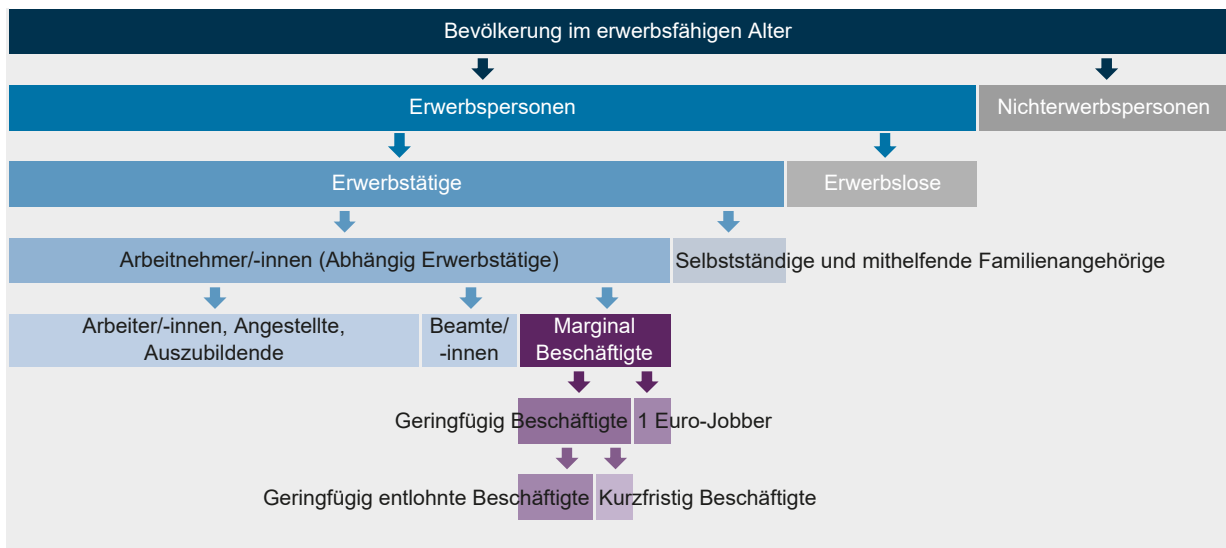 Bevölkerung im erwerbsfähigen Alter
Erwerbspersonen
Nichterwerbspersonen
Erwerbstätige
Erwerbslose
Arbeitnehmer/-innen (Abhängig Erwerbstätige)
Selbstständige und mithelfende Familienangehörige
Arbeiter/-innen, Angestellte,
Auszubildende
Beamte/
-innen
Marginal
Beschäftigte
Geringfügig Beschäftigte
1 Euro-Jobber
Geringfügig entlohnte Beschäftigte
Kurzfristig Beschäftigte